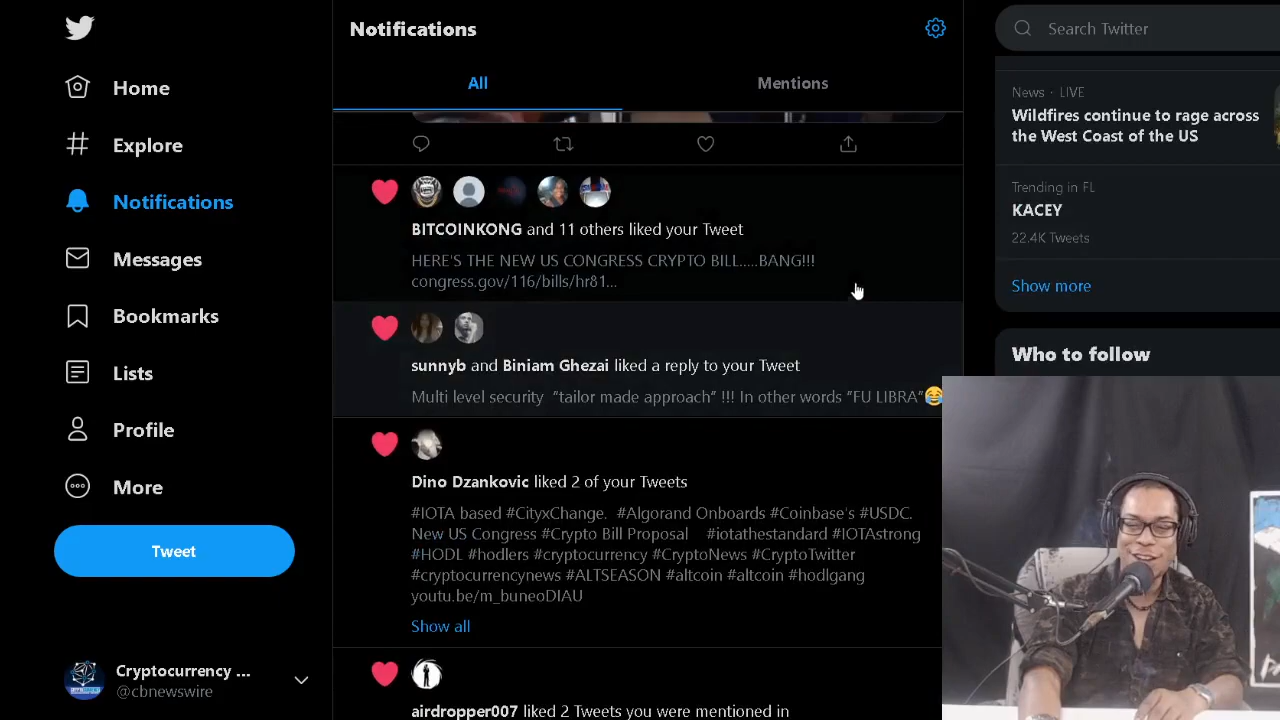 Home
Explore
Notifications
Messages
Bookmarks
Lists
Profile
More
Tweet
Cryptocurrency ...
@cbnewswire
Notifications
All
Mentions
BITCOINKONG and 11 others liked your Tweet
HERE'S THE NEW US CONGRESS CRYPTO BILL.....BANG!!!
congress.gov/116/bills/hr81...
sunnyb and Biniam Ghezai liked a reply to your Tweet
Multi level security "tailor made approach" !!! In other words "FU LIBRA"😂
Dino Dzankovic liked 2 of your Tweets
#IOTA based #CityxChange. #Algorand Onboards #Coinbase's #USDC.
New US Congress #Crypto Bill Proposal #iotathestandard #IOTAstrong
#HODL #hodlers #cryptocurrency #CryptoNews #CryptoTwitter
#cryptocurrencynews #ALTSEASON #altcoin #altcoin #hodlgang
youtu.be/m_buneoDIAU
Show all
airdropper007 liked 2 Tweets you were mentioned in
Search Twitter
News · LIVE
Wildfires continue to rage across
the West Coast of the US
Trending in FL
KACEY
22.4K Tweets
Show more
Who to follow